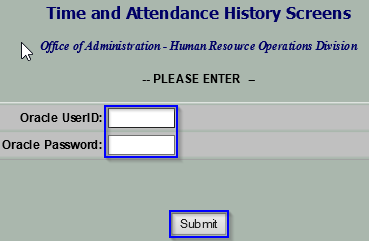 Time and Attendance History Screens
Office of Administration - Human Resource Operations Division
-- PLEASE ENTER --
Oracle UserID:
Oracle Password:
Submit